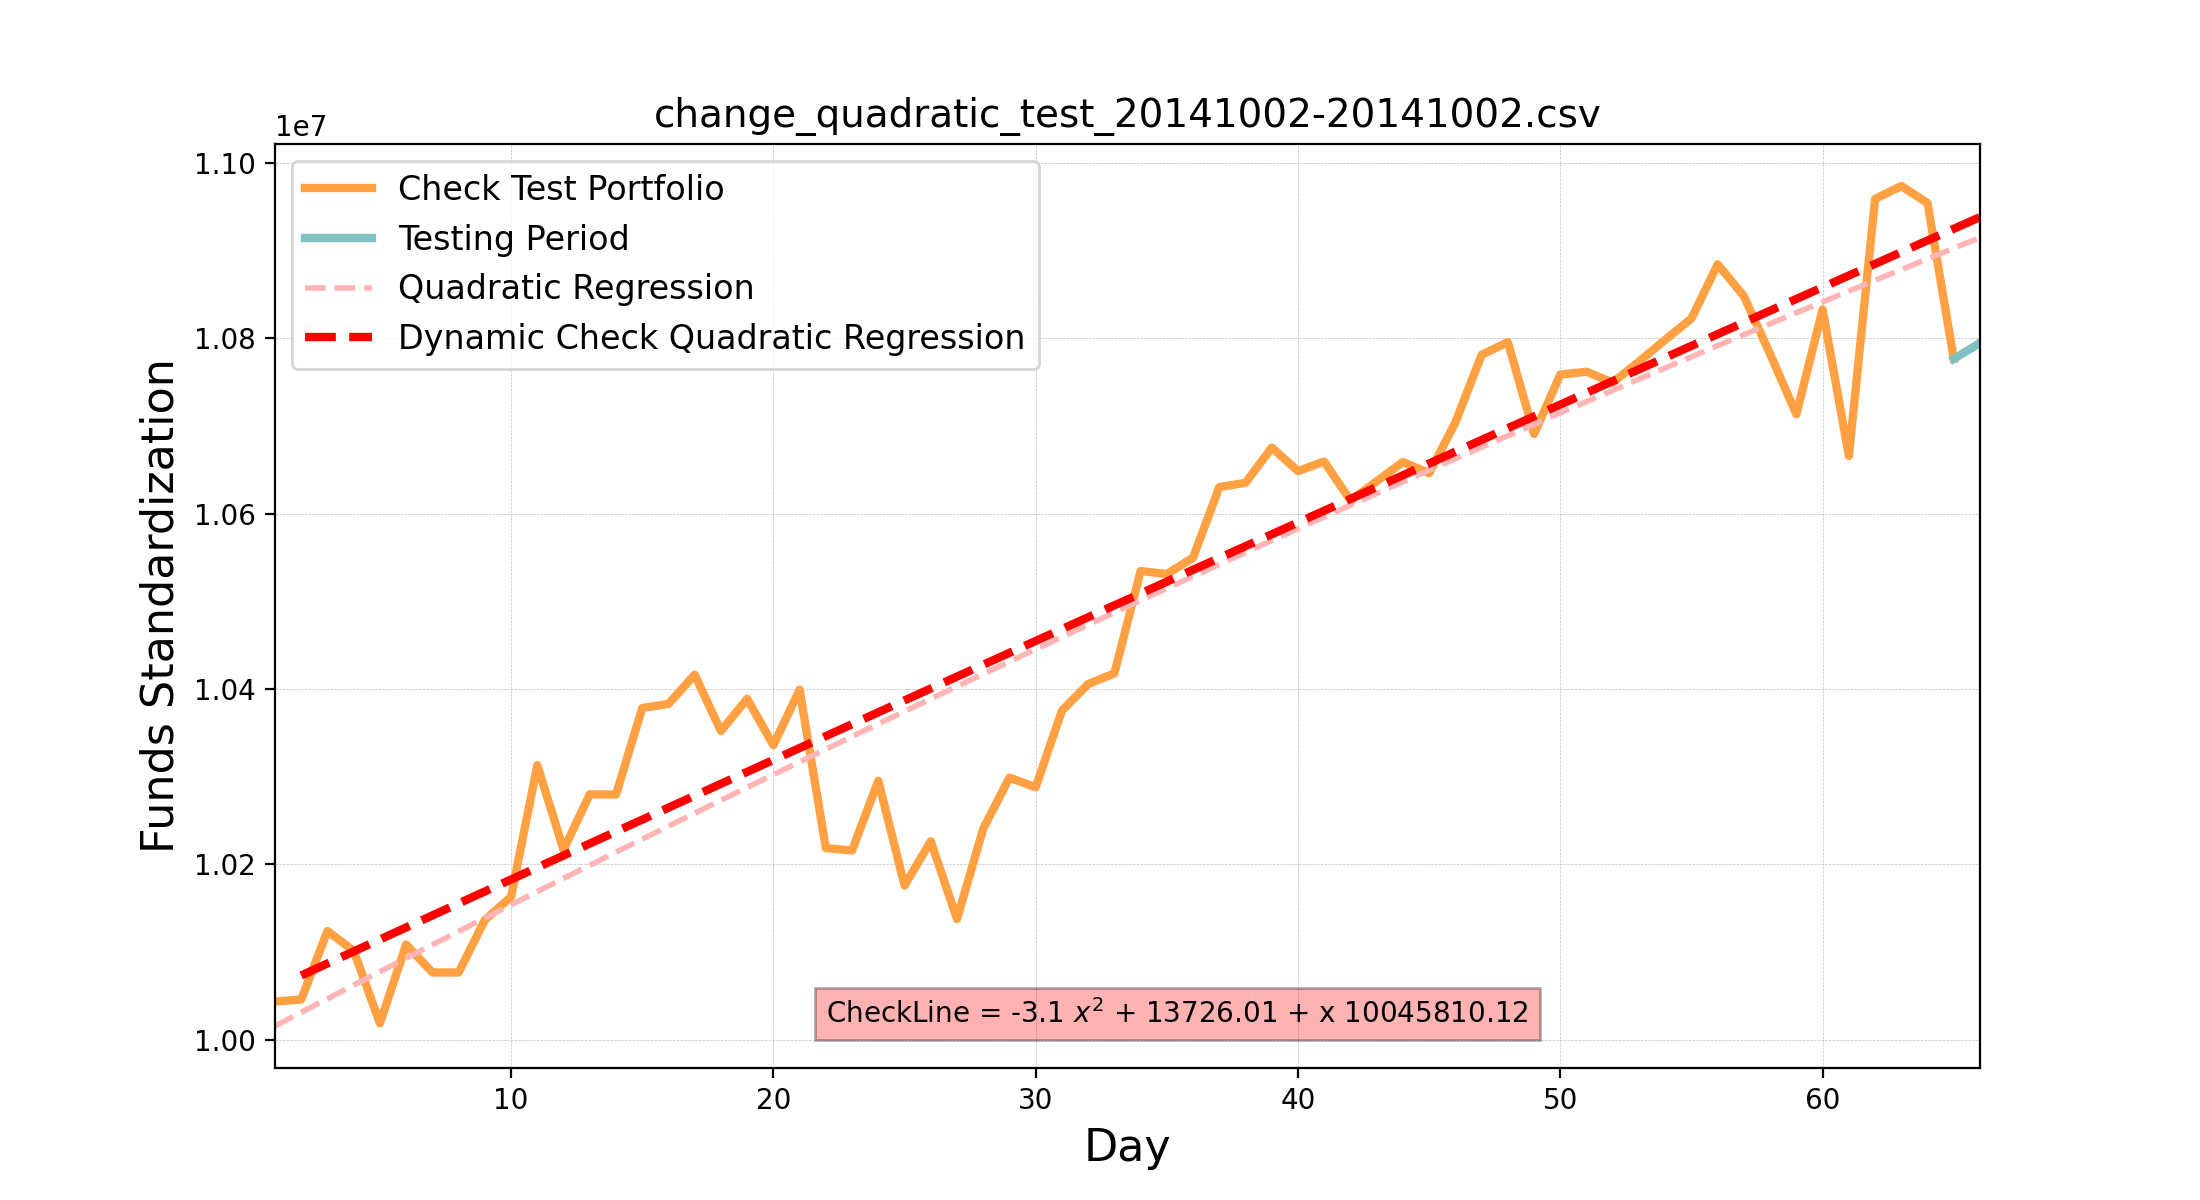 change_quadratic_test_20141002-20141002.csv
1e7
Check Test Portfolio
Testing Period
Quadratic Regression
Dynamic Check Quadratic Regression
1.10
1.08
1.06
1.04
1.02
1.00
Funds Standardization
CheckLine = -3.1 x² + 13726.01 + x 10045810.12
10 20 30 40 50 60
Day